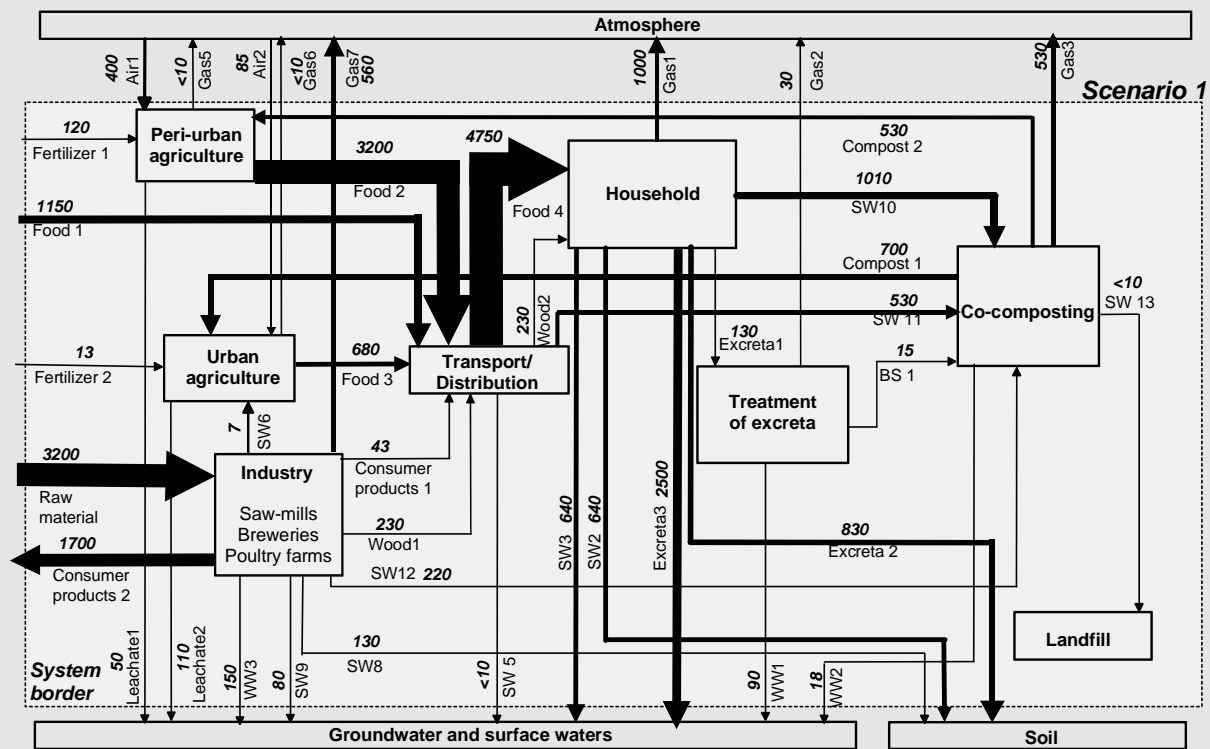 Atmosphere
400
Air1
<10
Gas5
85
Air2
<10
Gas6
Gas7
560
1000
Gas1
30
Gas2
530
Gas3
Scenario 1
120
Fertilizer 1
Peri-urban
agriculture
3200
Food 2
4750
Food 4
Household
530
Compost 2
1010
SW10
1150
Food 1
700
Compost 1
<10
SW 13
Co-composting
230
Wood2
530
SW 11
13
Fertilizer 2
Urban
agriculture
680
Food 3
Transport/
Distribution
130
Excreta1
15
BS 1
Treatment
of excreta
7
SW6
3200
Raw
material
Industry
Saw-mills
Breweries
Poultry farms
43
Consumer
products 1
230
Wood1
SW12 220
1700
Consumer
products 2
SW3 640
SW2 640
Excreta3 2500
830
Excreta 2
Landfill
System
border
50
Leachate1
110
Leachate2
150
WW3
80
SW9
130
SW8
<10
SW 5
90
WW1
18
WW2
Groundwater and surface waters
Soil